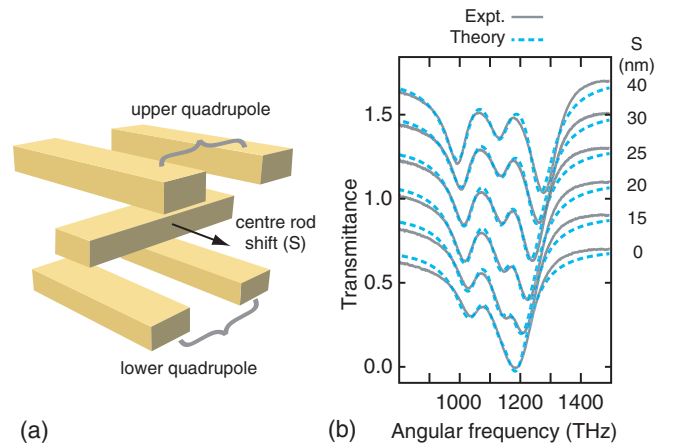 upper quadrupole
centre rod
shift (S)
lower quadrupole
(a)
Expt.
Theory
S
(nm)
40
30
25
20
15
0
Transmittance
1.5
1.0
0.5
0.0
1000
1200
1400
(b)
Angular frequency (THz)